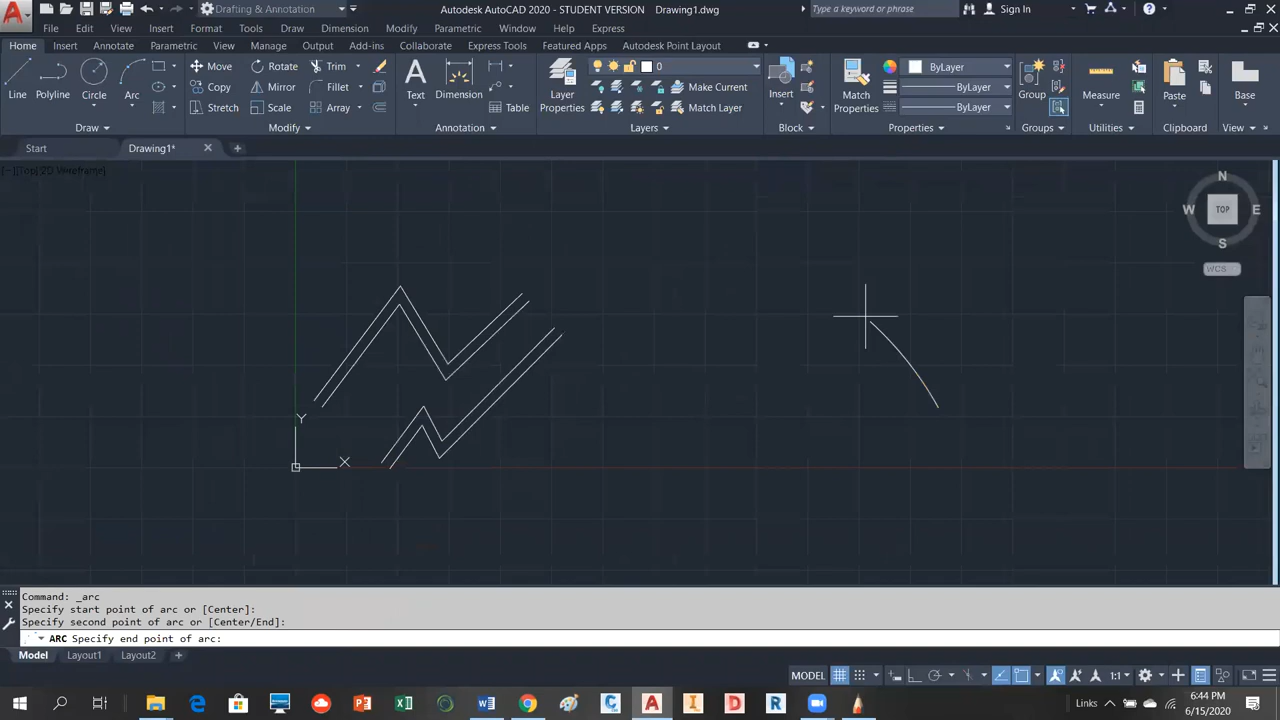 Drafting & Annotation
Autodesk AutoCAD 2020 - STUDENT VERSION Drawing1.dwg
Type a keyword or phrase
Sign In
File Edit View Insert Format Tools Draw Dimension Modify Parametric Window Help Express
Home Insert Annotate Parametric View Manage Output Add-ins Collaborate Express Tools Featured Apps Autodesk Point Layout
Line Polyline Circle Arc
Move Rotate Trim
Copy Mirror Fillet
Stretch Scale Array
Text Dimension Table
Layer Properties
0
Make Current
Match Layer
Insert
Match Properties
ByLayer
ByLayer
ByLayer
Group Measure Paste Base
Draw Modify Annotation Layers Block Properties Groups Utilities Clipboard View
Start Drawing1*
[−][Top][2D Wireframe]
N
W TOP E
S
WCS
Y
X
Command: _arc
Specify start point of arc or [Center]:
Specify second point of arc or [Center/End]:
ARC Specify end point of arc:
Model Layout1 Layout2
MODEL 1:1
Links
6:44 PM
6/15/2020